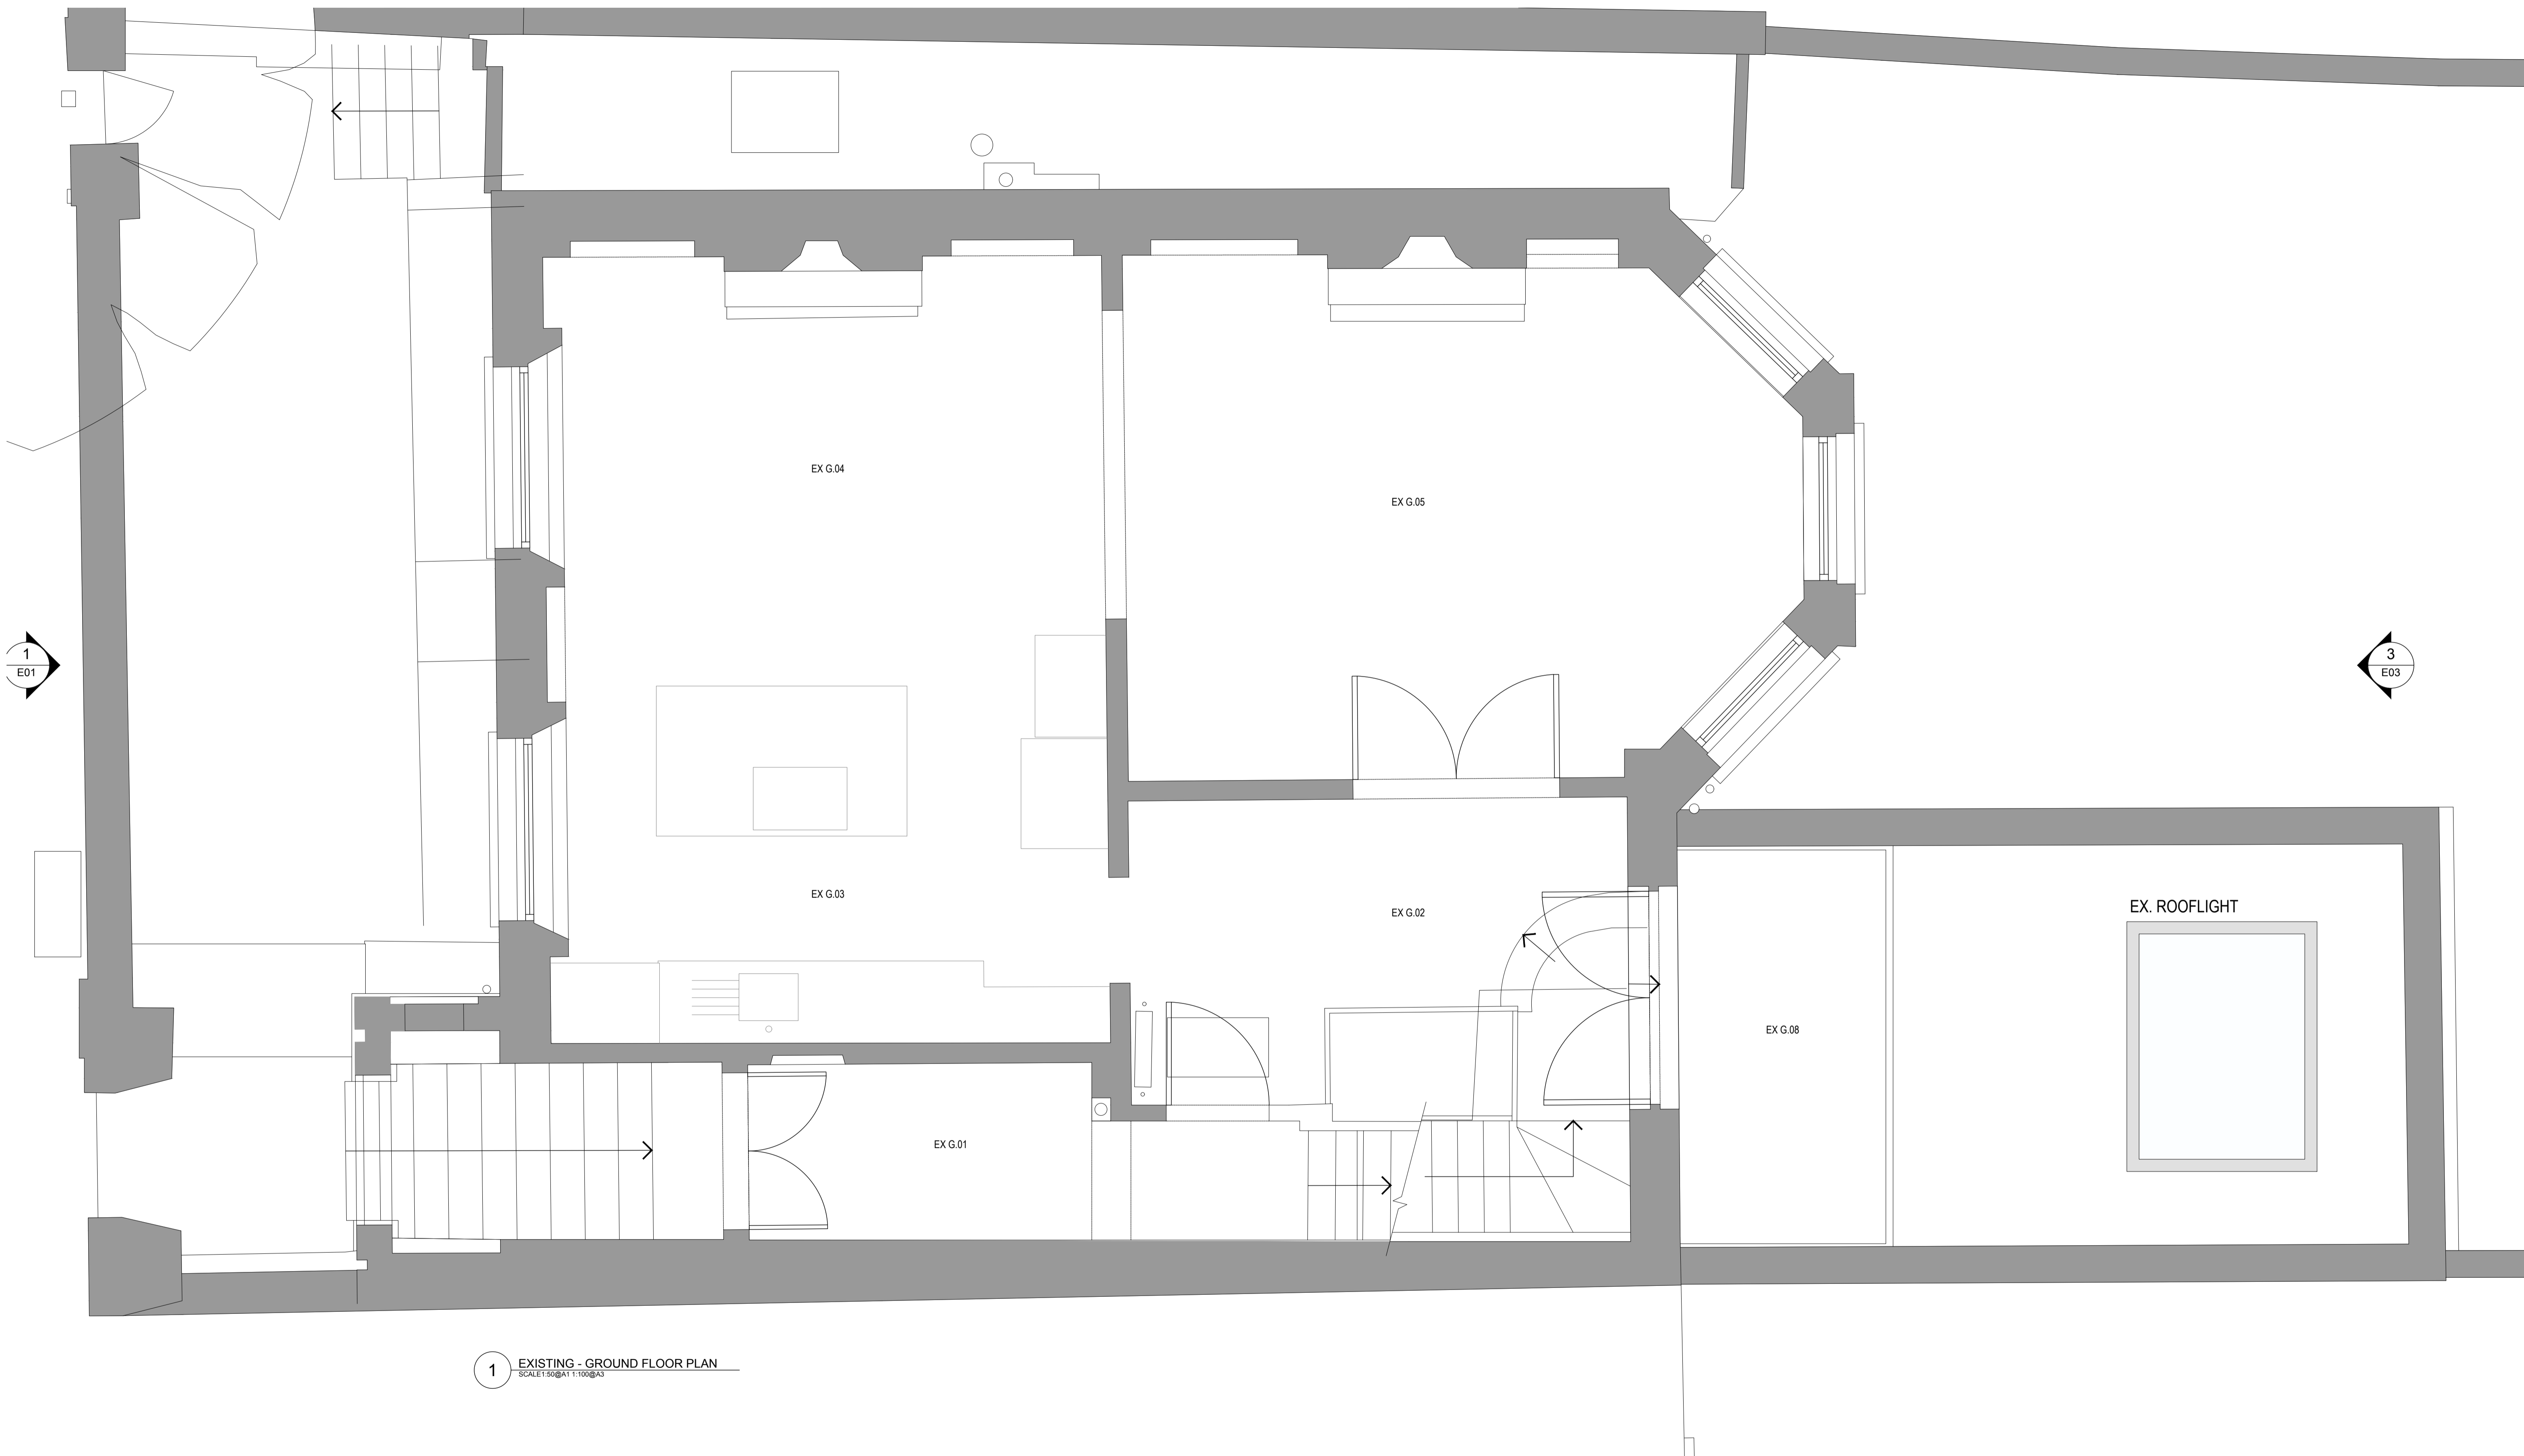 EX G.04
EX G.05
1
E01
3
E03
EX G.03
EX G.02
EX. ROOFLIGHT
EX G.08
EX G.01
1
EXISTING - GROUND FLOOR PLAN
SCALE1:50@A1 1:100@A3